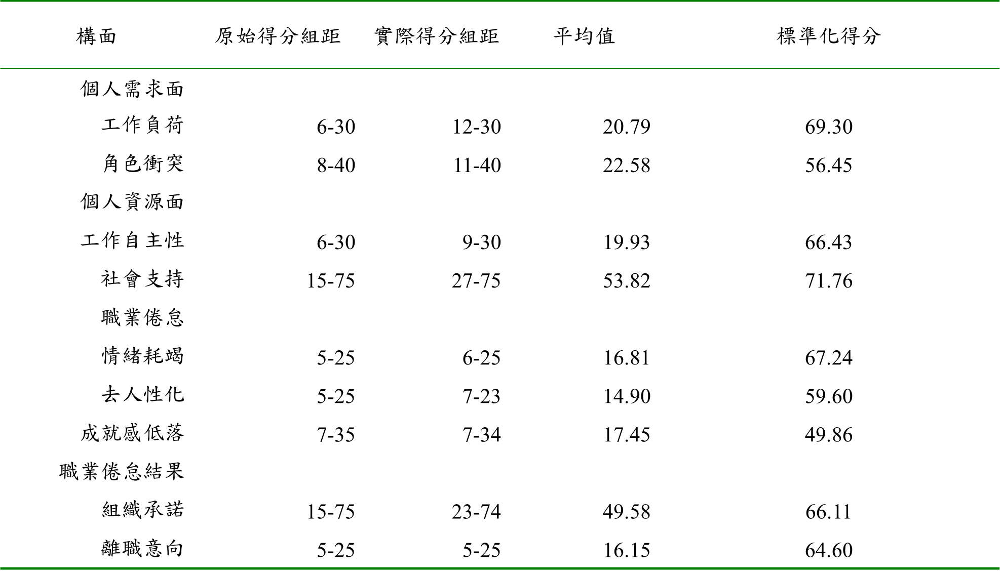 構面 原始得分組距 實際得分組距 平均值 標準化得分
個人需求面
工作負荷 6-30 12-30 20.79 69.30
角色衝突 8-40 11-40 22.58 56.45
個人資源面
工作自主性 6-30 9-30 19.93 66.43
社會支持 15-75 27-75 53.82 71.76
職業倦怠
情緒耗竭 5-25 6-25 16.81 67.24
去人性化 5-25 7-23 14.90 59.60
成就感低落 7-35 7-34 17.45 49.86
職業倦怠結果
組織承諾 15-75 23-74 49.58 66.11
離職意向 5-25 5-25 16.15 64.60